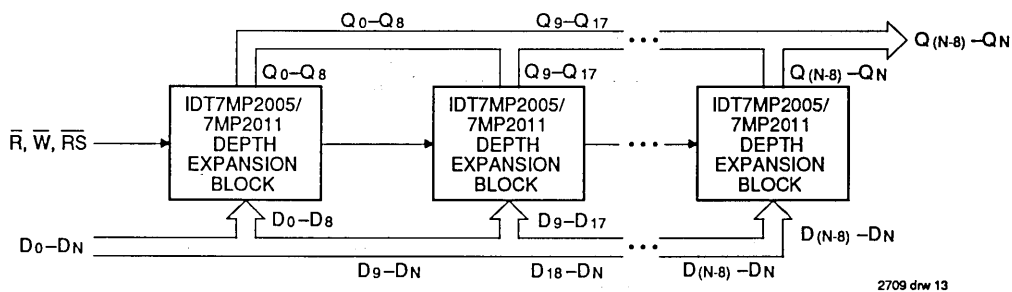 Q0–Q8 Q9–Q17
Q(N-8) –QN
Q0–Q8 Q9–Q17 Q(N-8) –QN
IDT7MP2005/
7MP2011
DEPTH
EXPANSION
BLOCK
IDT7MP2005/
7MP2011
DEPTH
EXPANSION
BLOCK
IDT7MP2005/
7MP2011
DEPTH
EXPANSION
BLOCK
R̅, W̅, R̅S̅
D0–D8 D9–D17 D(N-8) –DN
D0–DN
D9–DN D18–DN D(N-8)–DN
2709 drw 13